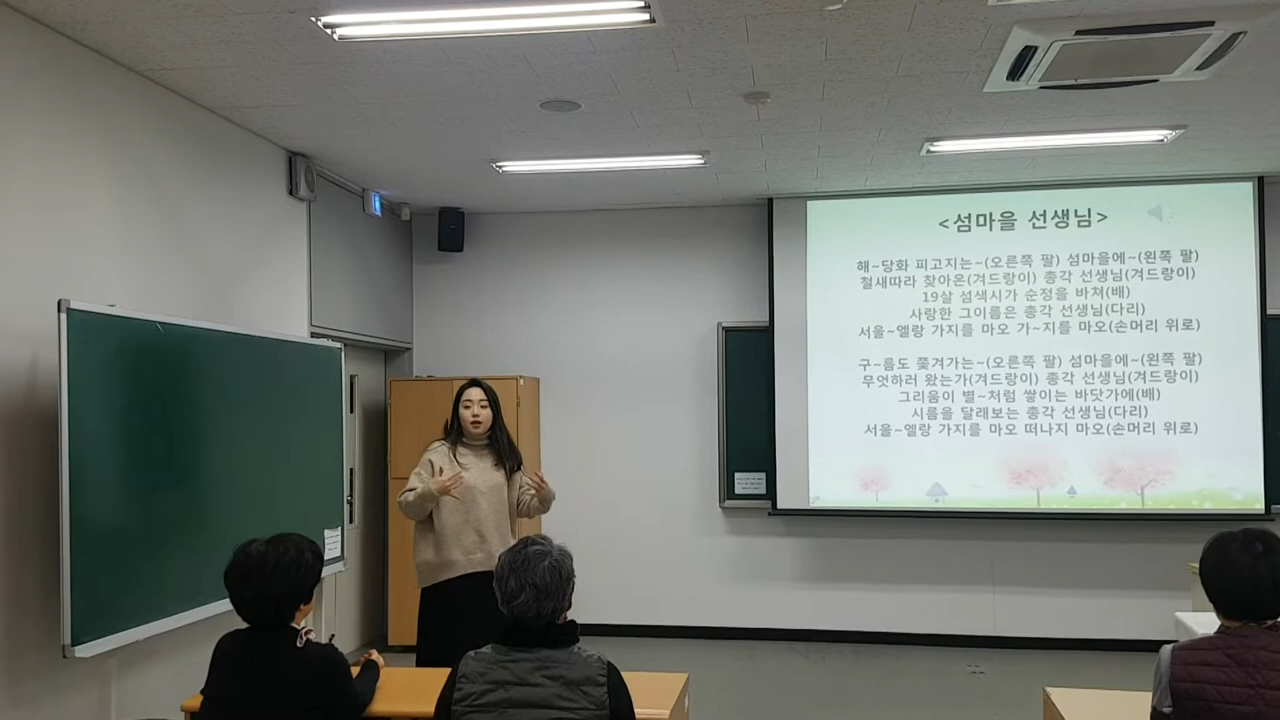 <섬마을 선생님>
해~당화 피고지는~(오른쪽 팔) 섬마을에~(왼쪽 팔)
철새따라 찾아온(겨드랑이) 총각 선생님(겨드랑이)
19살 섬색시가 순정을 바쳐(배)
사랑한 그이름은 총각 선생님(다리)
서울~엘랑 가지를 마오 가~지를 마오(손머리 위로)
구~름도 쫓겨가는~(오른쪽 팔) 섬마을에~(왼쪽 팔)
무엇하러 왔는가(겨드랑이) 총각 선생님(겨드랑이)
그리움이 별~처럼 쌓이는 바닷가에(배)
시름을 달래보는 총각 선생님(다리)
서울~엘랑 가지를 마오 떠나지 마오(손머리 위로)